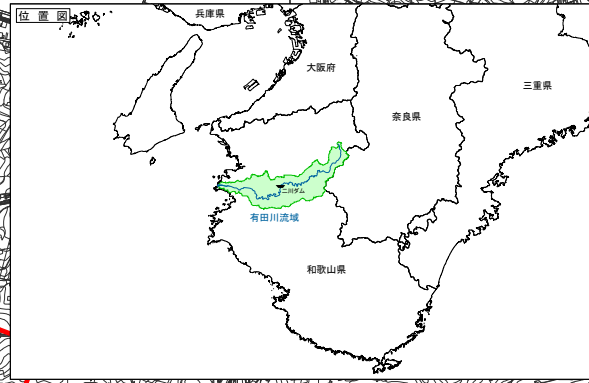 位置図
兵庫県
大阪府
三重県
奈良県
二川ダム
有田川流域
和歌山県